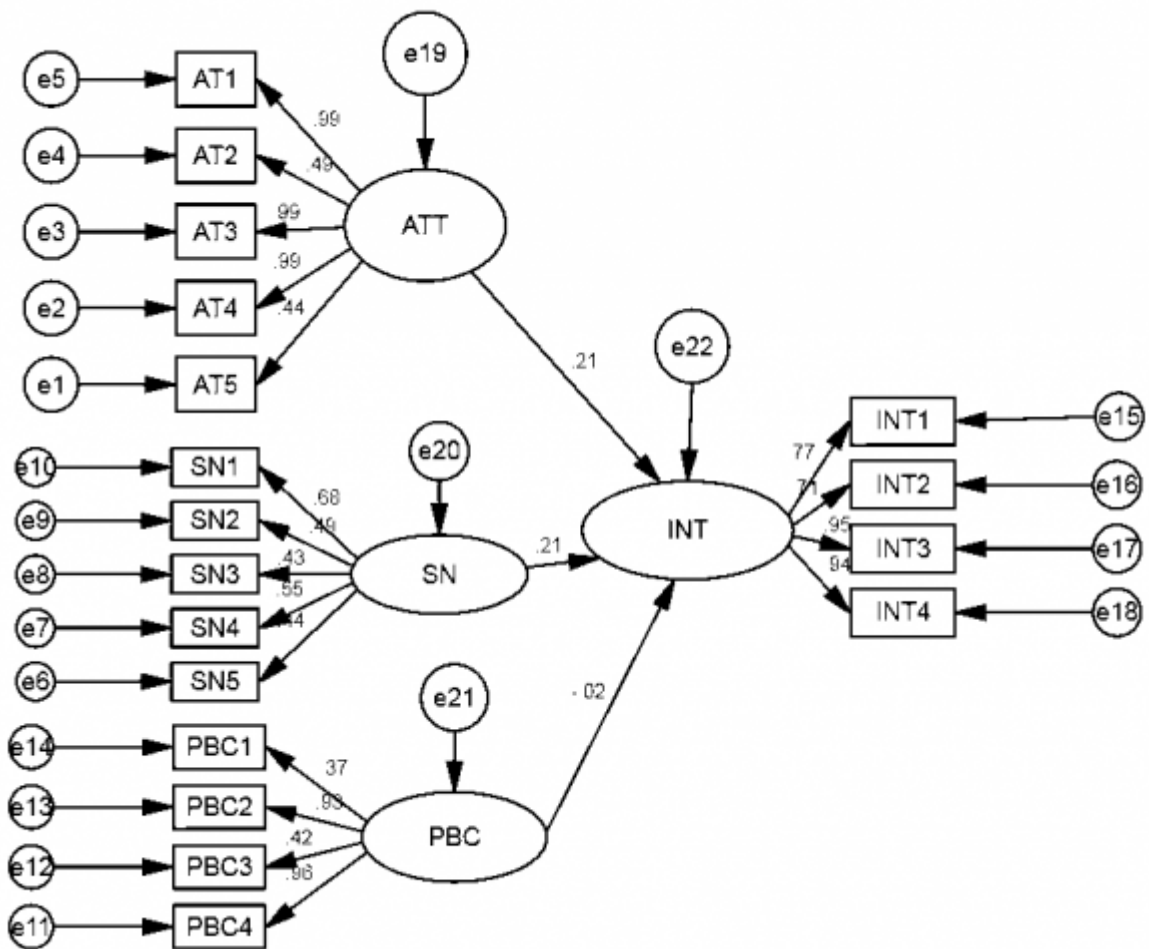 e19
e5
AT1
.99
e4
AT2
.49
e3
AT3
99
ATT
e2
AT4
.99
e1
AT5
.44
.21
e22
e10
SN1
.68
e20
INT1
e15
77
e9
SN2
.49
INT2
e16
.71
e8
SN3
.43
SN
.21
INT
INT3
e17
.95
e7
SN4
.55
INT4
e18
94
e6
SN5
.44
e21
-.02
e14
PBC1
37
e13
PBC2
.93
e12
PBC3
.42
PBC
e11
PBC4
.96